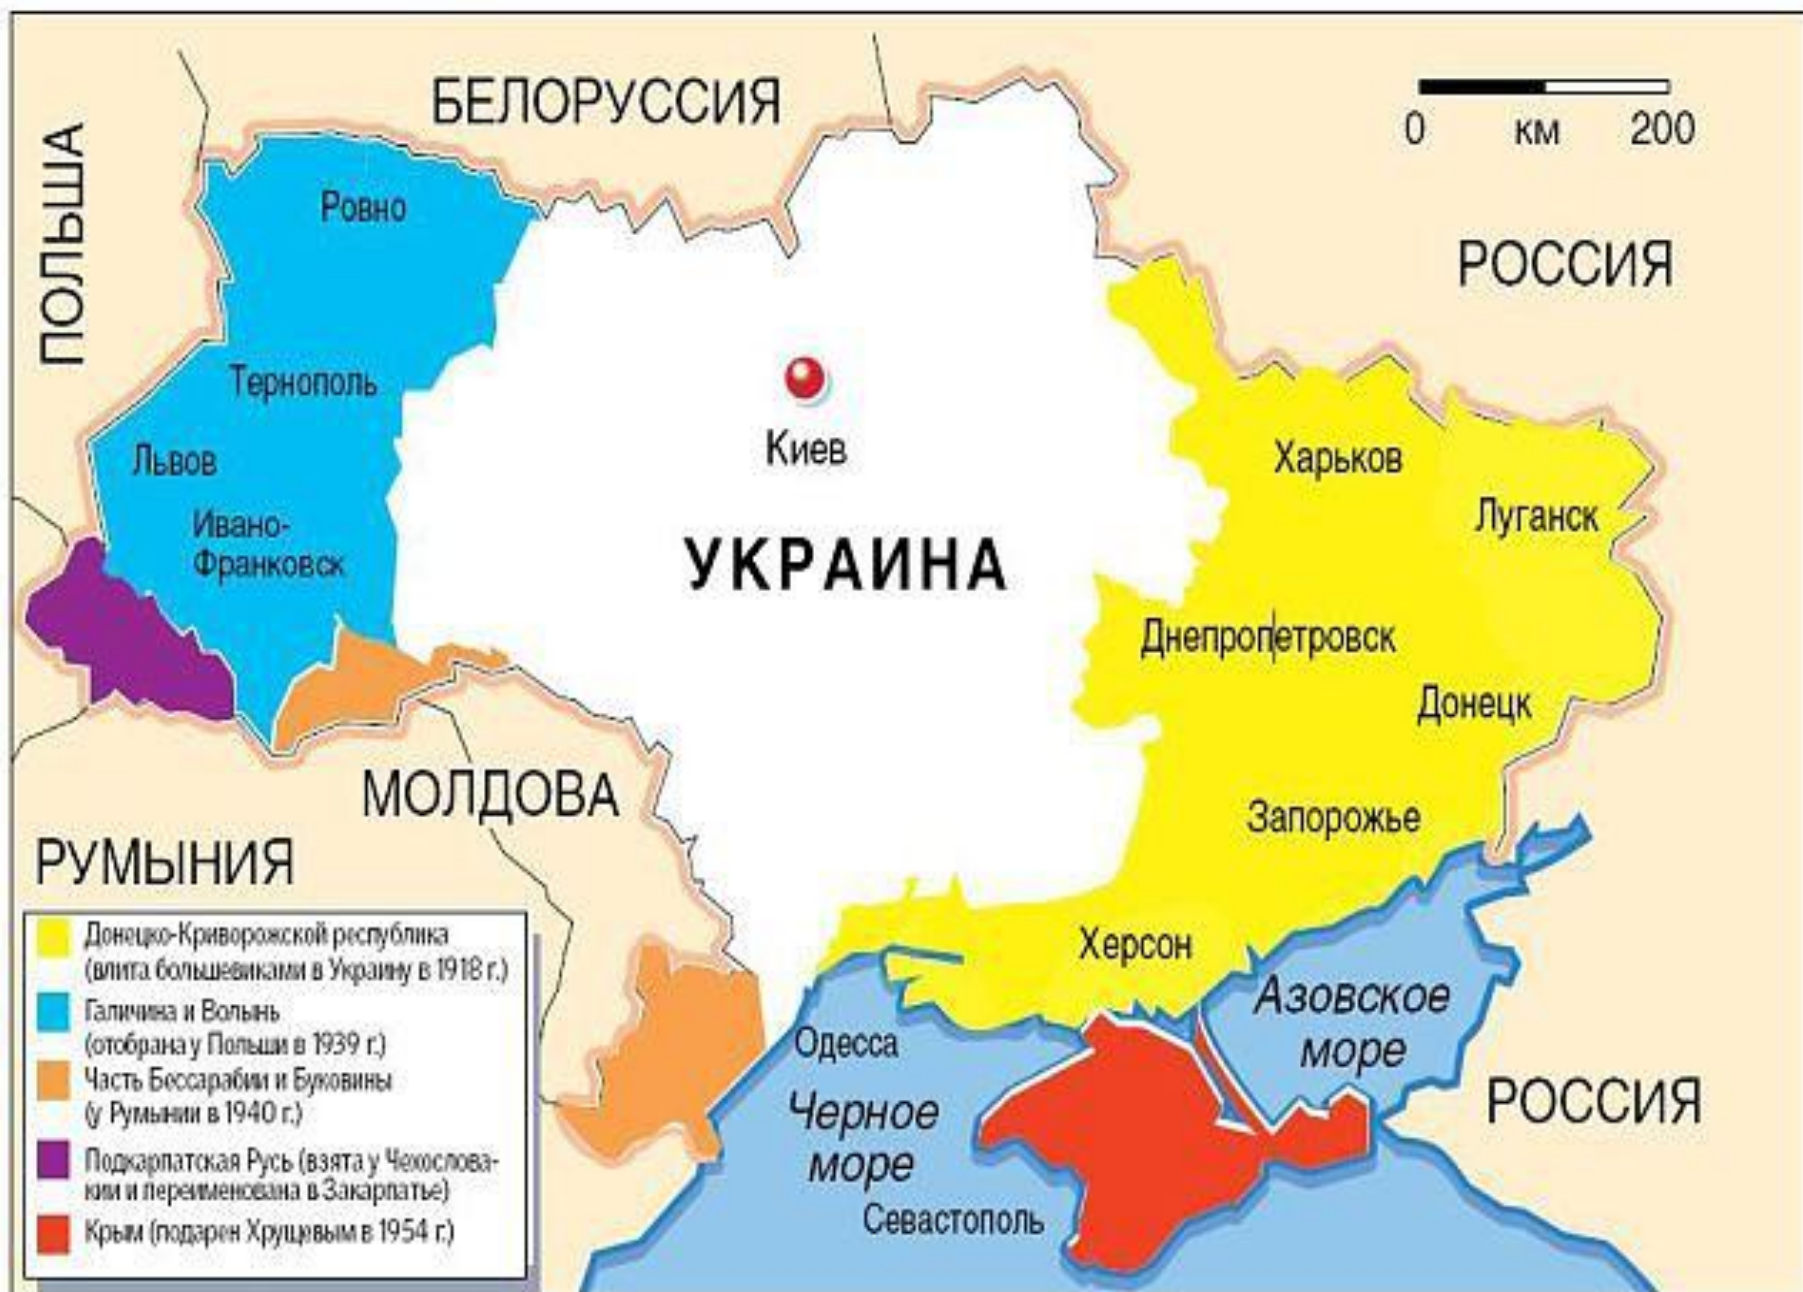 БЕЛОРУССИЯ
ПОЛЬША
0 км 200
РОССИЯ
Ровно
Тернополь
Львов
Ивано-
Франковск
Киев
УКРАИНА
Харьков
Луганск
Днепропетровск
Донецк
Запорожье
Херсон
МОЛДОВА
РУМЫНИЯ
Азовское
море
Одесса
Черное
море
Севастополь
РОССИЯ
Донецко-Криворожской республика
(влита большевиками в Украину в 1918 г.)
Галичина и Волынь
(отобрана у Польши в 1939 г.)
Часть Бессарабии и Буковины
(у Румынии в 1940 г.)
Подкарпатская Русь (взята у Чехослова-
кии и переименована в Закарпатье)
Крым (подарен Хрущевым в 1954 г.)